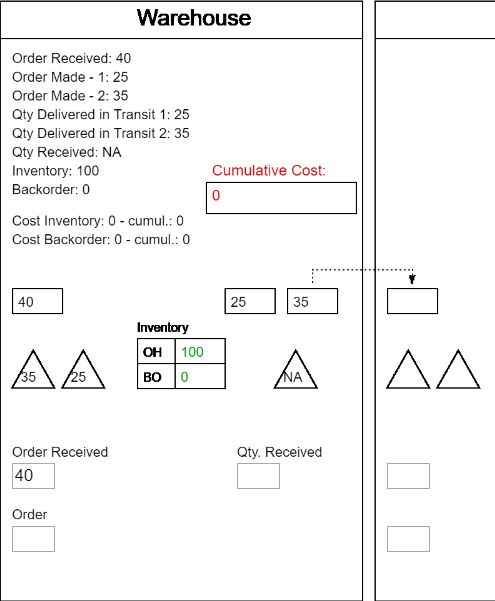 Warehouse
Order Received: 40
Order Made - 1: 25
Order Made - 2: 35
Qty Delivered in Transit 1: 25
Qty Delivered in Transit 2: 35
Qty Received: NA
Inventory: 100
Backorder: 0
Cumulative Cost:
0
Cost Inventory: 0 - cumul.: 0
Cost Backorder: 0 - cumul.: 0
40
25
35
Inventory
OH 100
BO 0
35
25
NA
Order Received
40
Qty. Received
Order